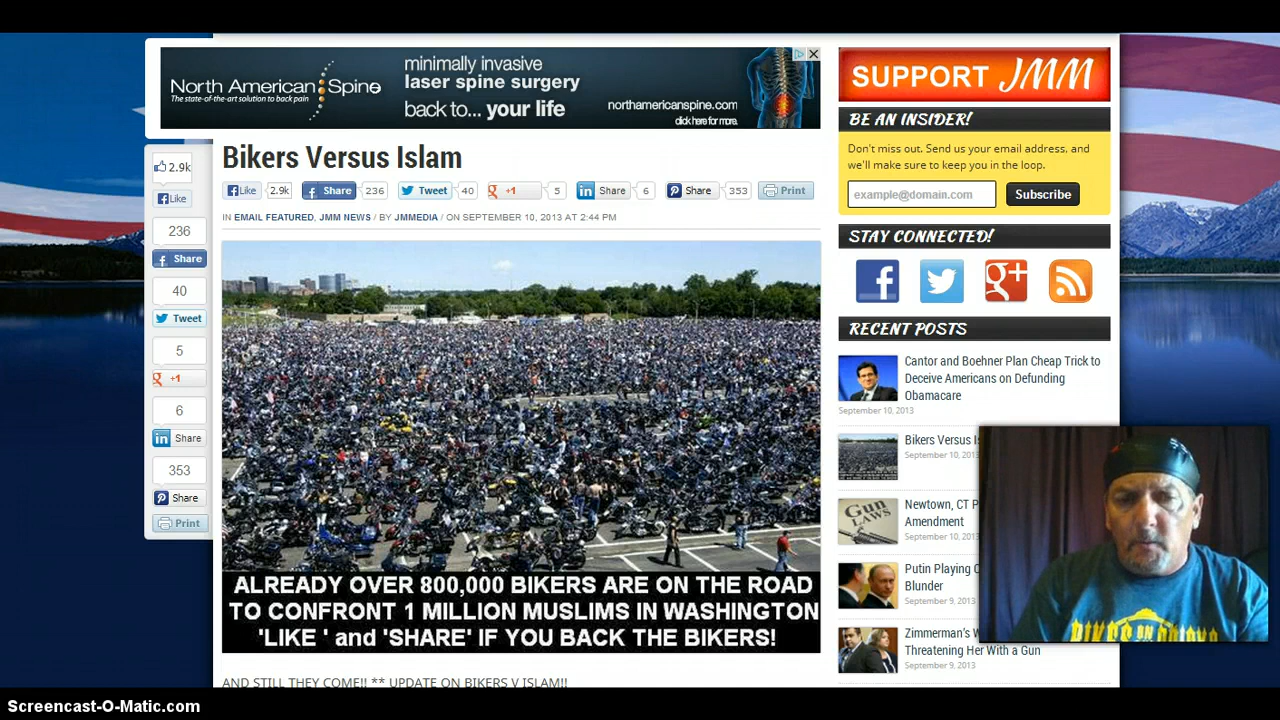 North American Spine
The state-of-the-art solution to back pain
minimally invasive
laser spine surgery
back to... your life
northamericanspine.com
click here for more.
SUPPORT JMM
BE AN INSIDER!
Don't miss out. Send us your email address, and
we'll make sure to keep you in the loop.
example@domain.com
Subscribe
Bikers Versus Islam
Like 2.9k
Share 236
Tweet 40
+1 5
Share 6
Share 353
Print
IN EMAIL FEATURED, JMM NEWS / BY JMMEDIA / ON SEPTEMBER 10, 2013 AT 2:44 PM
2.9k
Like
236
Share
40
Tweet
5
+1
6
Share
353
Share
Print
ALREADY OVER 800,000 BIKERS ARE ON THE ROAD
TO CONFRONT 1 MILLION MUSLIMS IN WASHINGTON
'LIKE ' and 'SHARE' IF YOU BACK THE BIKERS!
AND STILL THEY COME!! ** UPDATE ON BIKERS V ISLAM!!
STAY CONNECTED!
RECENT POSTS
Cantor and Boehner Plan Cheap Trick to
Deceive Americans on Defunding
Obamacare
September 10, 2013
Bikers Versus Is
September 10, 2013
Gun
LAWS
Newtown, CT P
Amendment
September 10, 201
Putin Playing
Blunder
September 9, 2013
Zimmerman's W
Threatening Her With a Gun
September 9, 2013
Screencast-O-Matic.com